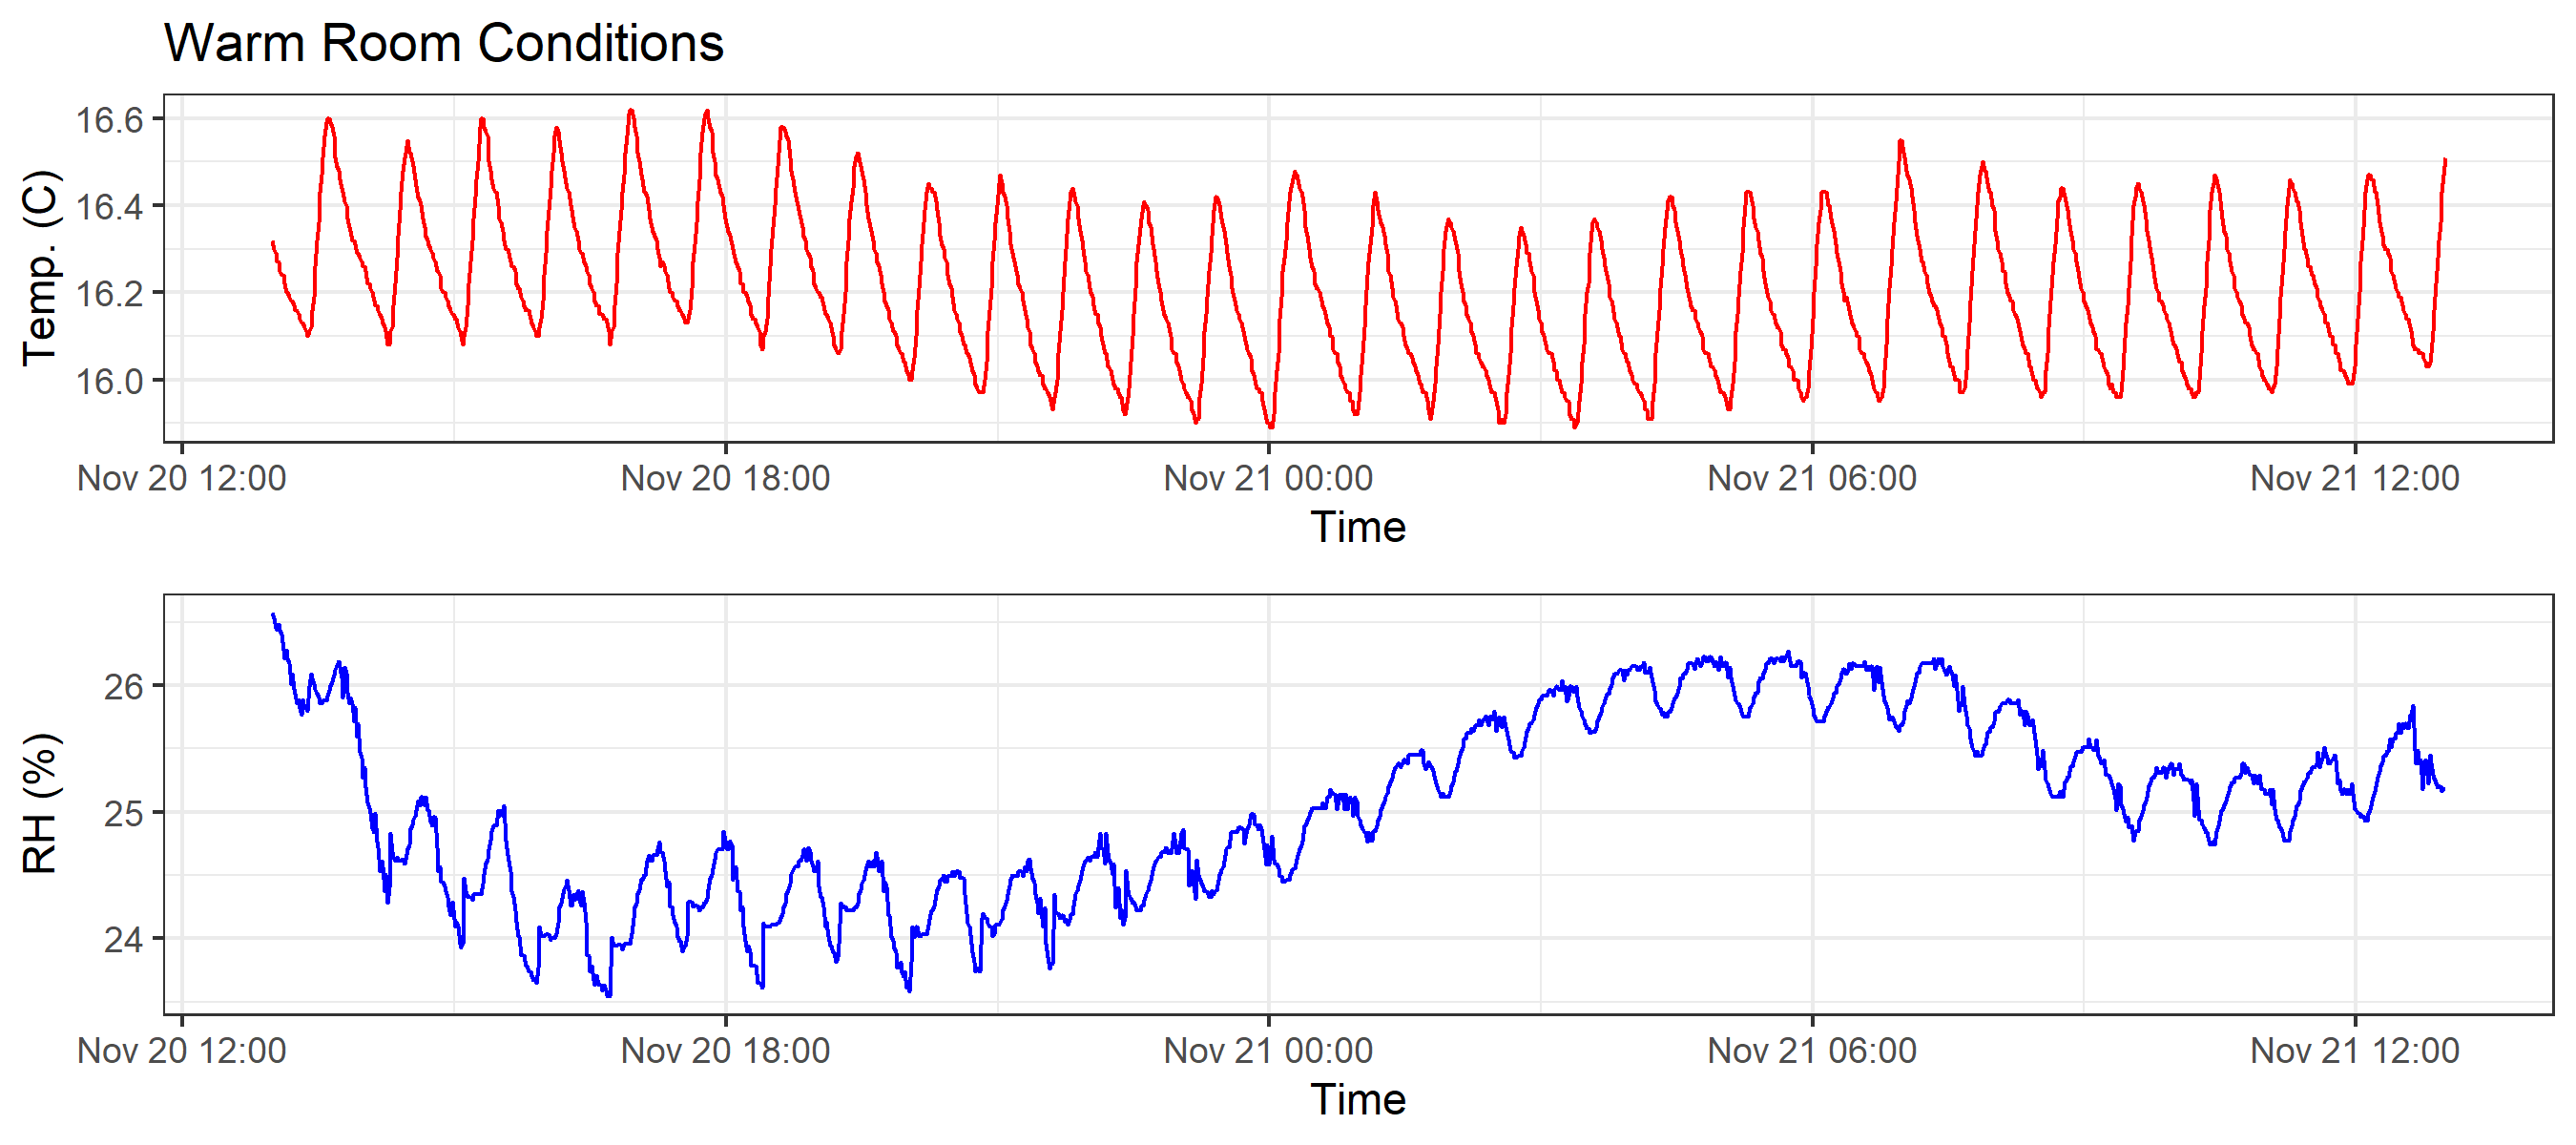 Warm Room Conditions
Temp. (C)
16.6
16.4
16.2
16.0
Nov 20 12:00 Nov 20 18:00 Nov 21 00:00 Nov 21 06:00 Nov 21 12:00
Time
RH (%)
26
25
24
Nov 20 12:00 Nov 20 18:00 Nov 21 00:00 Nov 21 06:00 Nov 21 12:00
Time